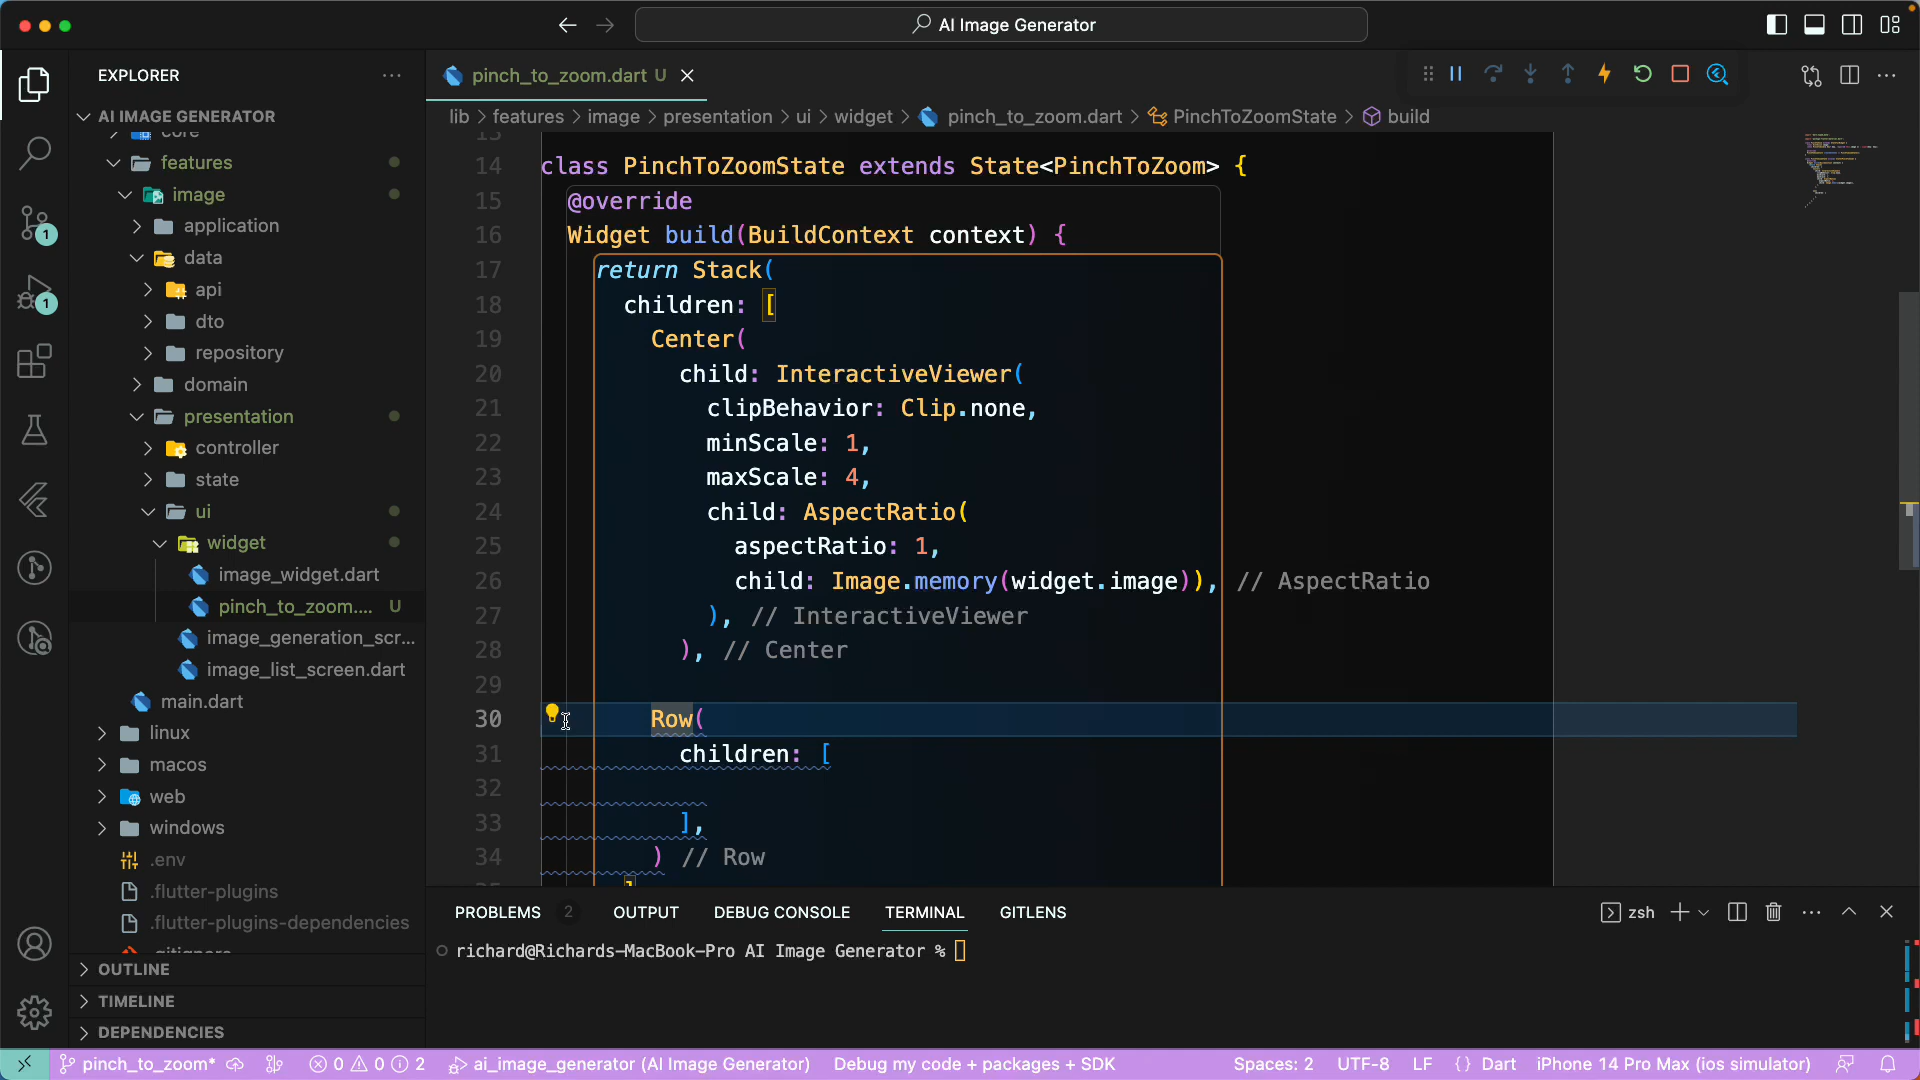 AI Image Generator
EXPLORER
AI IMAGE GENERATOR
core
features
image
application
data
api
dto
repository
domain
presentation
controller
state
ui
widget
image_widget.dart
pinch_to_zoom.... U
image_generation_scr...
image_list_screen.dart
main.dart
linux
macos
web
windows
.env
.flutter-plugins
.flutter-plugins-dependencies
.gitignore
OUTLINE
TIMELINE
DEPENDENCIES
1
1
pinch_to_zoom.dart U
lib > features > image > presentation > ui > widget > pinch_to_zoom.dart > PinchToZoomState > build
13
14 class PinchToZoomState extends State<PinchToZoom> {
15 @override
16 Widget build(BuildContext context) {
17 return Stack(
18 children: [
19 Center(
20 child: InteractiveViewer(
21 clipBehavior: Clip.none,
22 minScale: 1,
23 maxScale: 4,
24 child: AspectRatio(
25 aspectRatio: 1,
26 child: Image.memory(widget.image)), // AspectRatio
27 ), // InteractiveViewer
28 ), // Center
29
30 Row(
31 children: [
32
33 ],
34 ) // Row
35 ]
PROBLEMS 2 OUTPUT DEBUG CONSOLE TERMINAL GITLENS
zsh
richard@Richards-MacBook-Pro AI Image Generator %
pinch_to_zoom* 0 0 2 ai_image_generator (AI Image Generator) Debug my code + packages + SDK Spaces: 2 UTF-8 LF {} Dart iPhone 14 Pro Max (ios simulator)